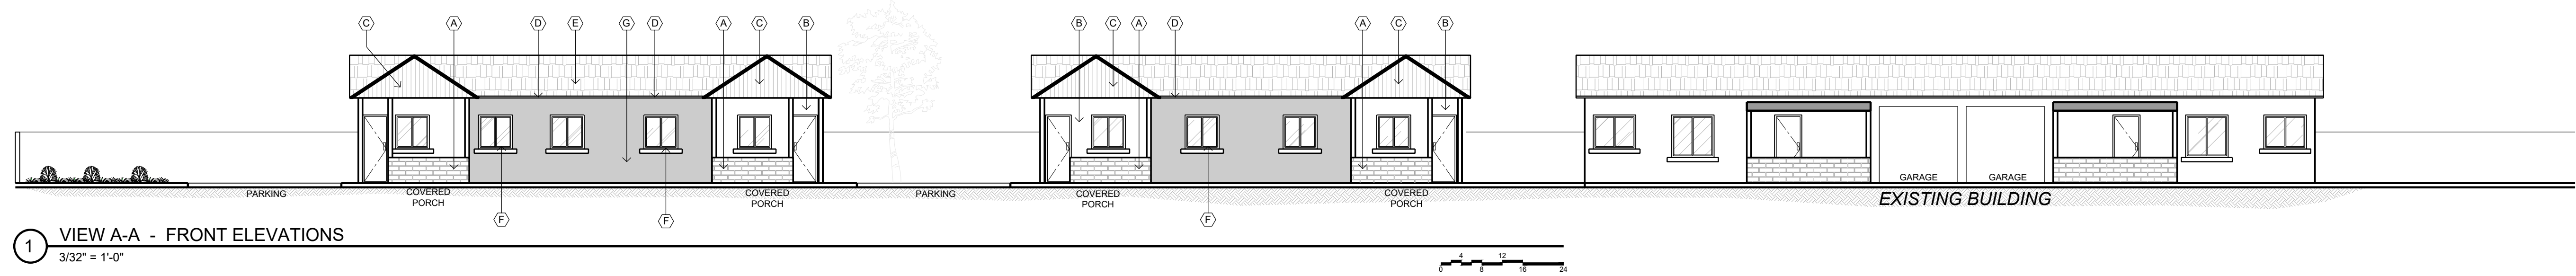 C A D E G D A C B B C A D A C B
GARAGE GARAGE
PARKING COVERED PORCH COVERED PORCH PARKING COVERED PORCH COVERED PORCH EXISTING BUILDING
F F F
1 VIEW A-A - FRONT ELEVATIONS
3/32" = 1'-0"
4 12
0 8 16 24